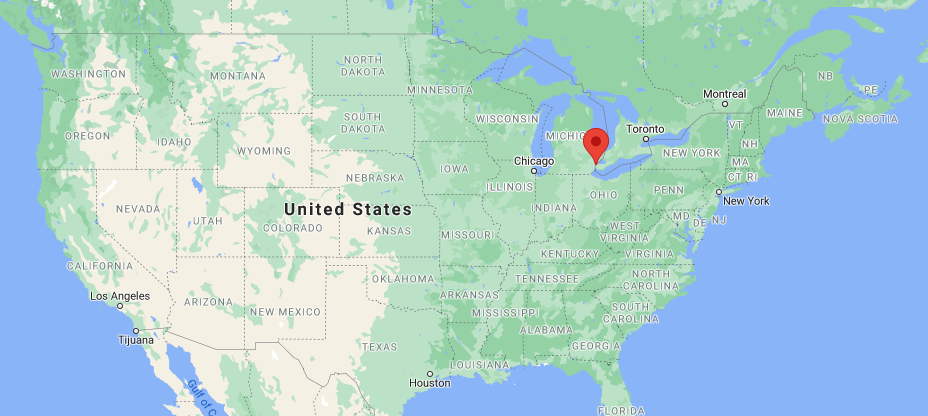 WASHINGTON
MONTANA
NORTH
DAKOTA
MINNESOTA
Montreal
NB
PE
NOVA SCOTIA
MAINE
OREGON
IDAHO
SOUTH
DAKOTA
WISCONSIN
MICHIG
Toronto
VT
NH
WYOMING
Chicago
NEW YORK
MA
CT RI
NEBRASKA
IOWA
ILLINOIS
OHIO
PENN
New York
NEVADA
UTAH
United States
COLORADO
KANSAS
MISSOURI
INDIANA
WEST
VIRGINIA
MD
DE
NJ
KENTUCKY
VIRGINIA
CALIFORNIA
Los Angeles
ARIZONA
NEW MEXICO
OKLAHOMA
ARKANSAS
TENNESSEE
NORTH
CAROLINA
MISSISSIPPI
SOUTH
CAROLINA
Tijuana
TEXAS
ALABAMA
GEORGIA
LOUISIANA
Houston
Gulf of C
FLORIDA